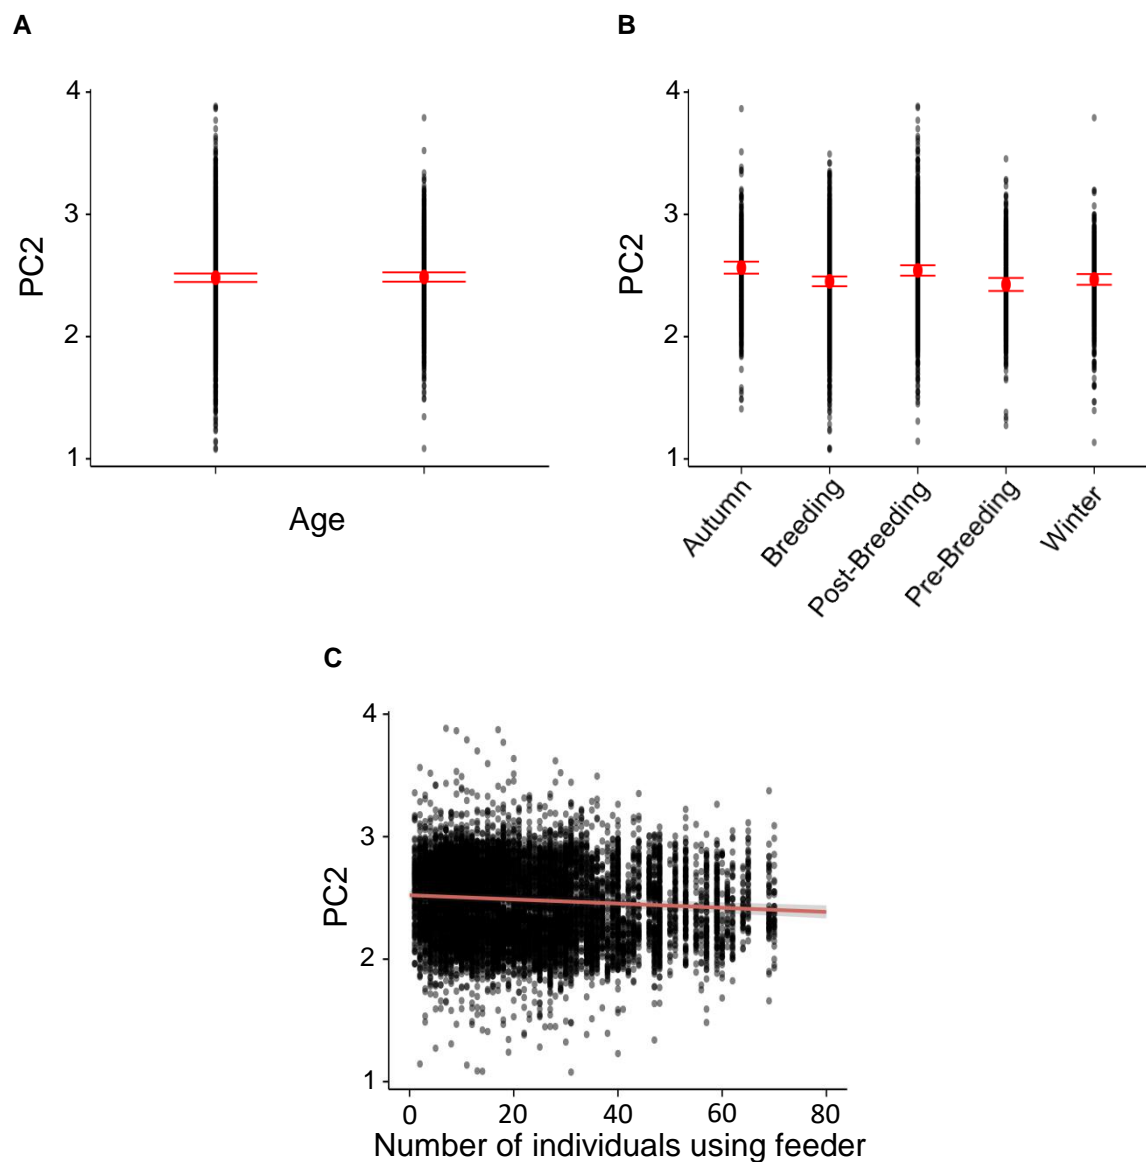 A
B
4
3
2
1
PC2
Age
4
3
2
1
PC2
Autumn
Breeding
Post-Breeding
Pre-Breeding
Winter
C
4
3
2
1
PC2
0 20 40 60 80
Number of individuals using feeder